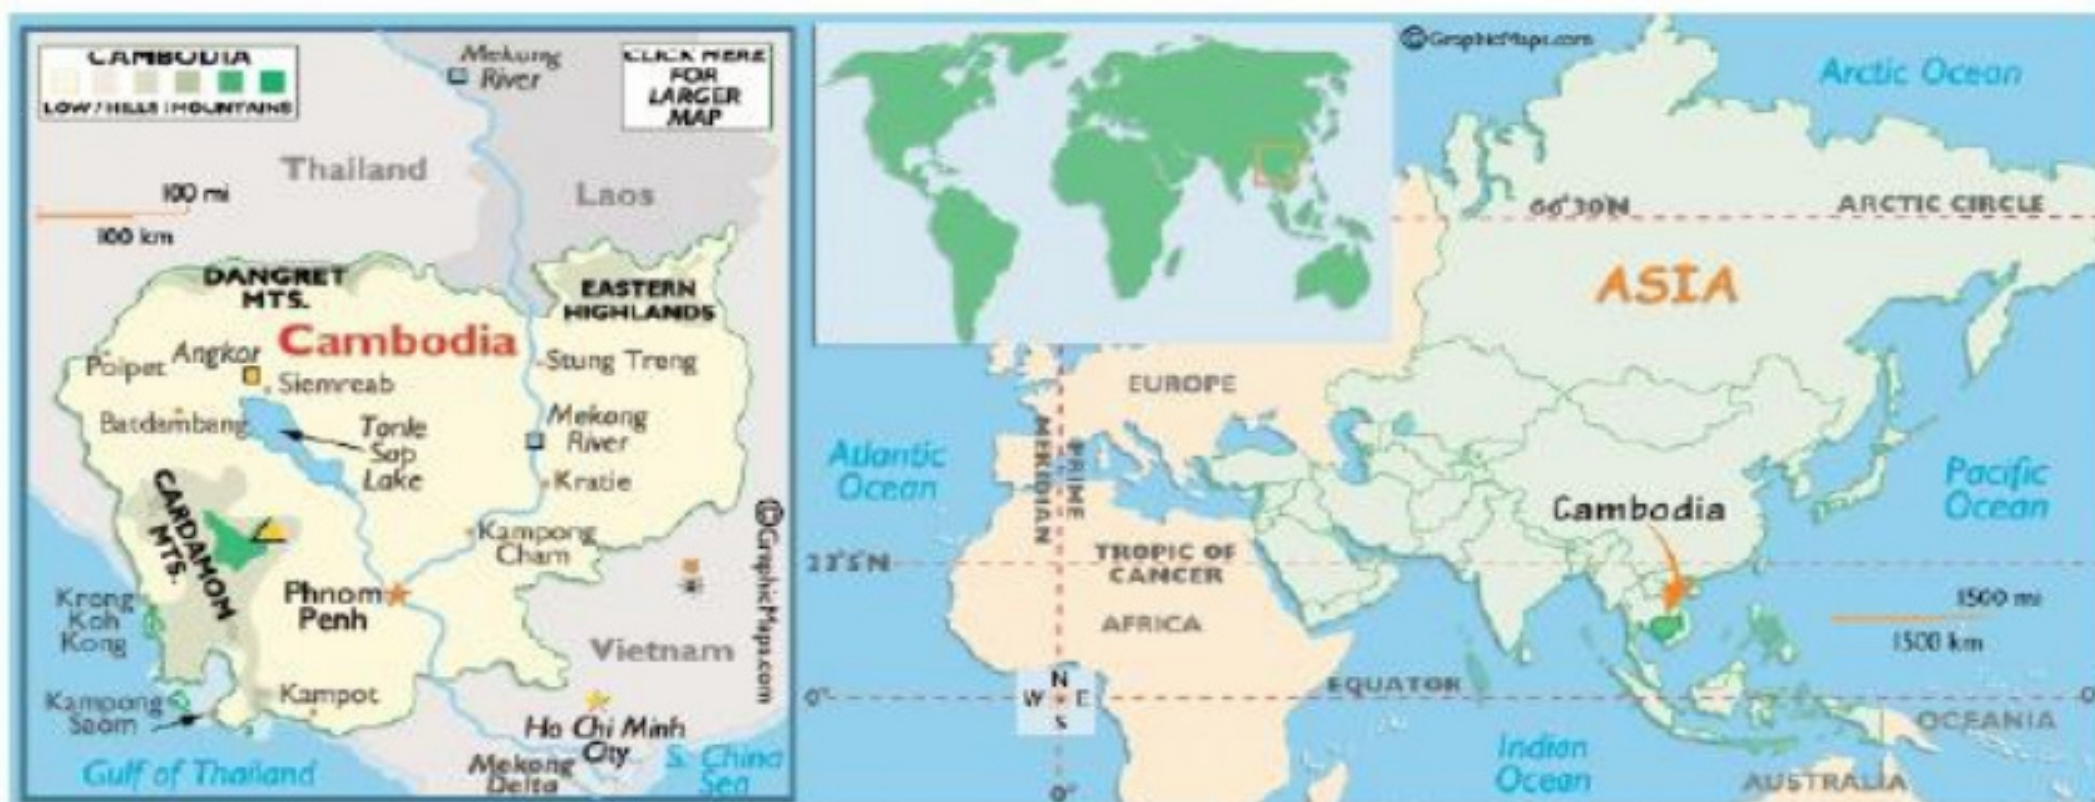 CAMBODIA
LOW / HILLS / MOUNTAINS
Mekong
River
CLICK HERE
FOR
LARGER
MAP
Thailand
Laos
100 mi
100 km
DANGRET
MTS.
EASTERN
HIGHLANDS
Cambodia
Poipet
Angkor
Siemreab
Stung Treng
Batdambang
Tonle
Sap
Lake
Mekong
River
Kratie
CARDAMON
MTS.
Kampong
Cham
Phnom
Penh
Krong
Koh
Kong
Vietnam
©GraphicMaps.com
Kampong
Saom
Kampot
Ho Chi Minh
City
Mekong
Delta
Gulf of Thailand
S. China
Sea
©GraphicMaps.com
Arctic Ocean
66°30'N
ARCTIC CIRCLE
ASIA
EUROPE
Atlantic
Ocean
PRIME
MERIDIAN
Pacific
Ocean
Cambodia
23°5'N
TROPIC OF
CANCER
AFRICA
1500 mi
1500 km
N
W
E
S
0°
EQUATOR
0
OCEANIA
Indian
Ocean
AUSTRALIA
0°